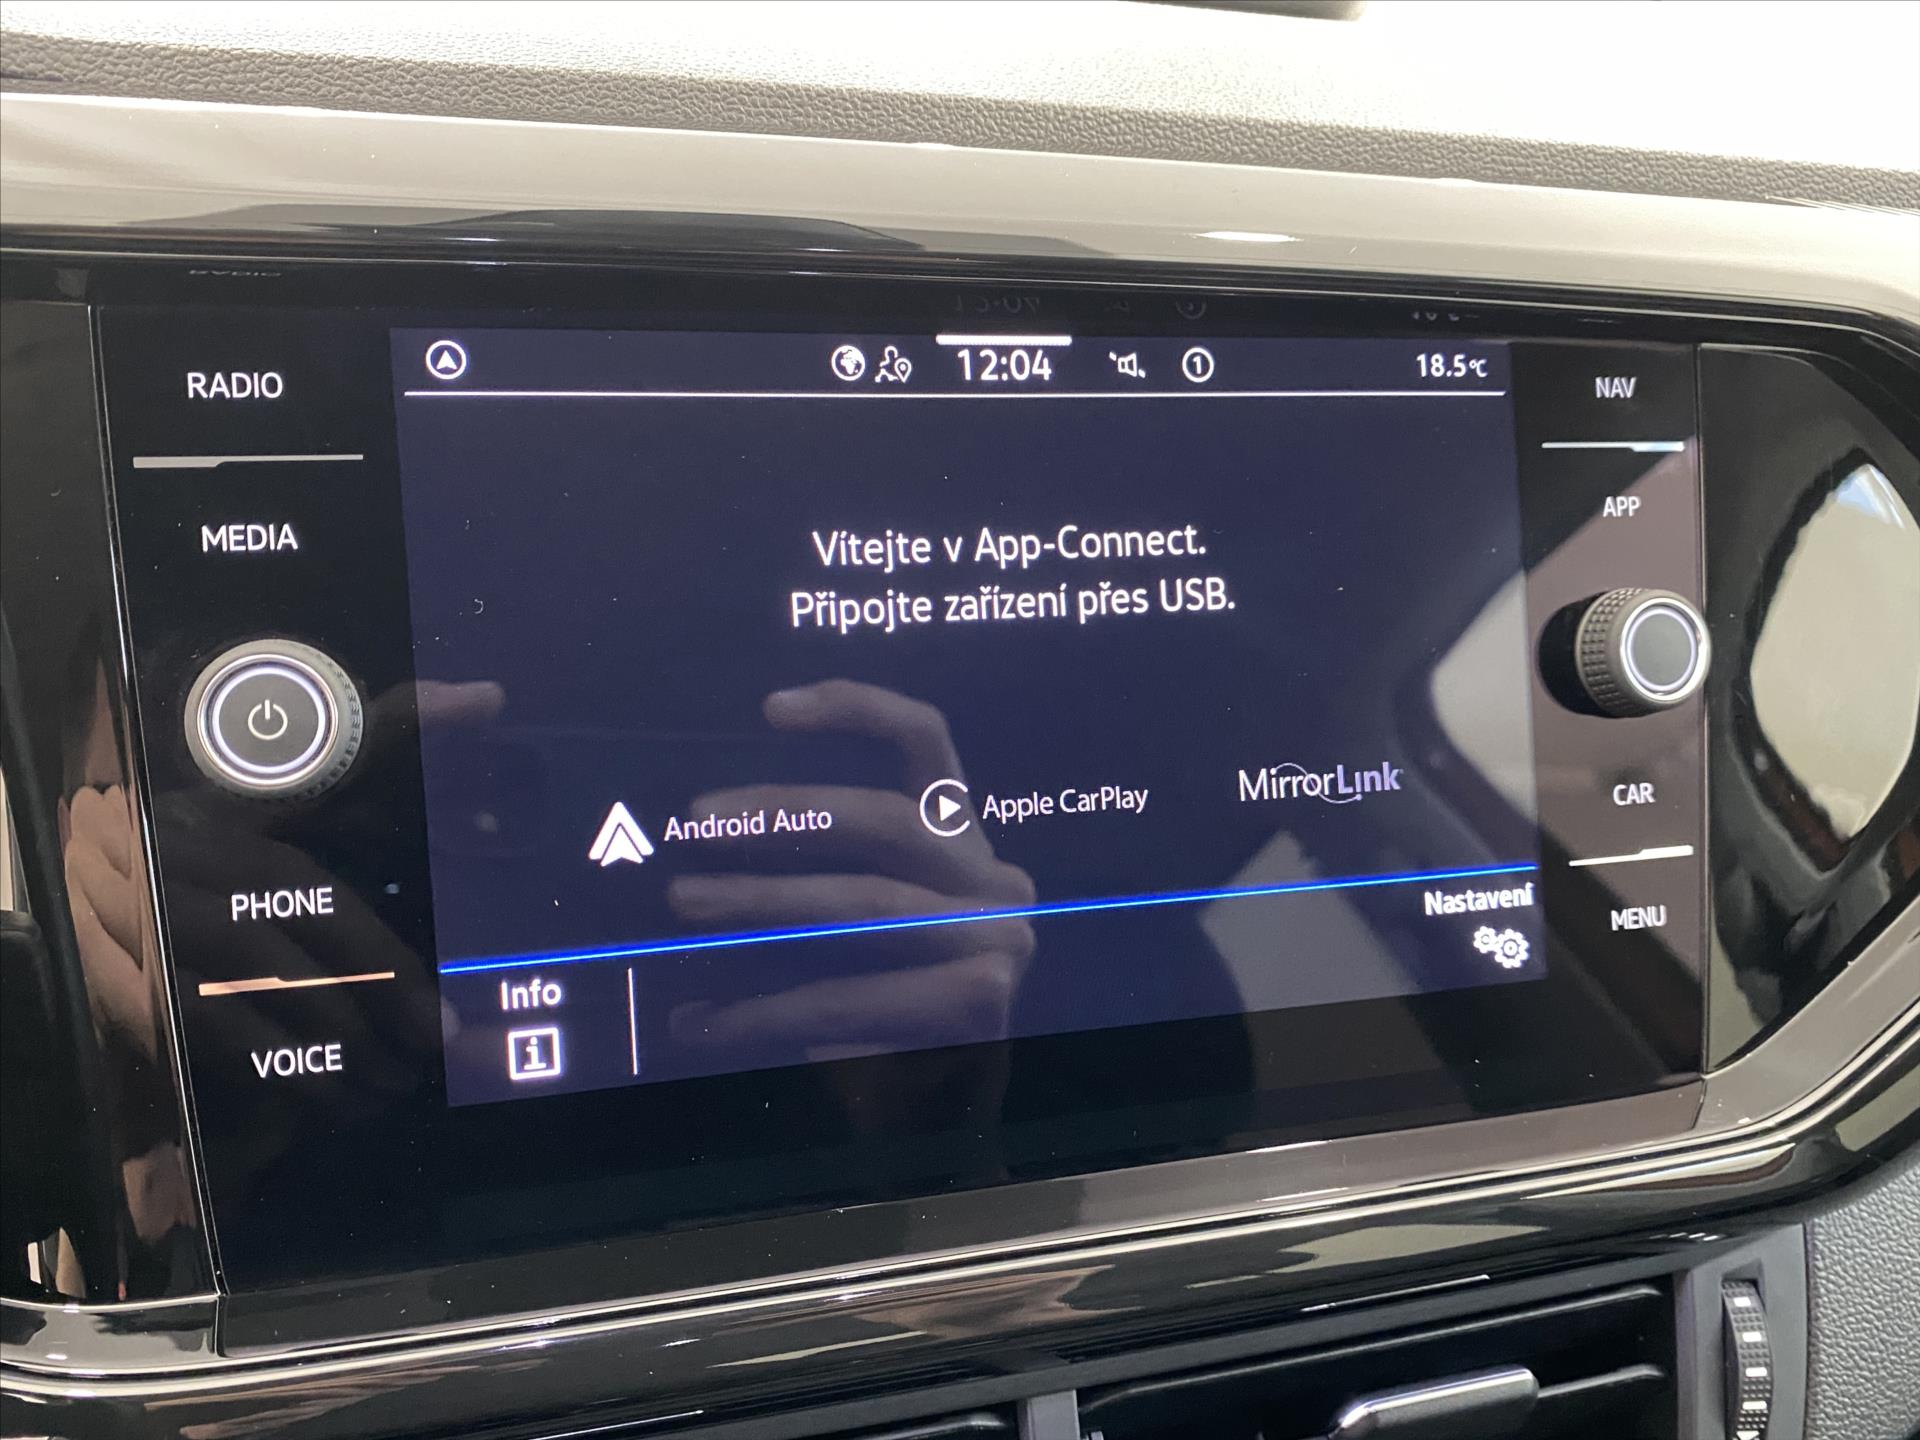 RADIO
MEDIA
PHONE
VOICE
12:04
1
18.5°C
Vítejte v App-Connect.
Připojte zařízení přes USB.
Android Auto
Apple CarPlay
MirrorLink
Nastavení
Info
i
NAV
APP
CAR
MENU